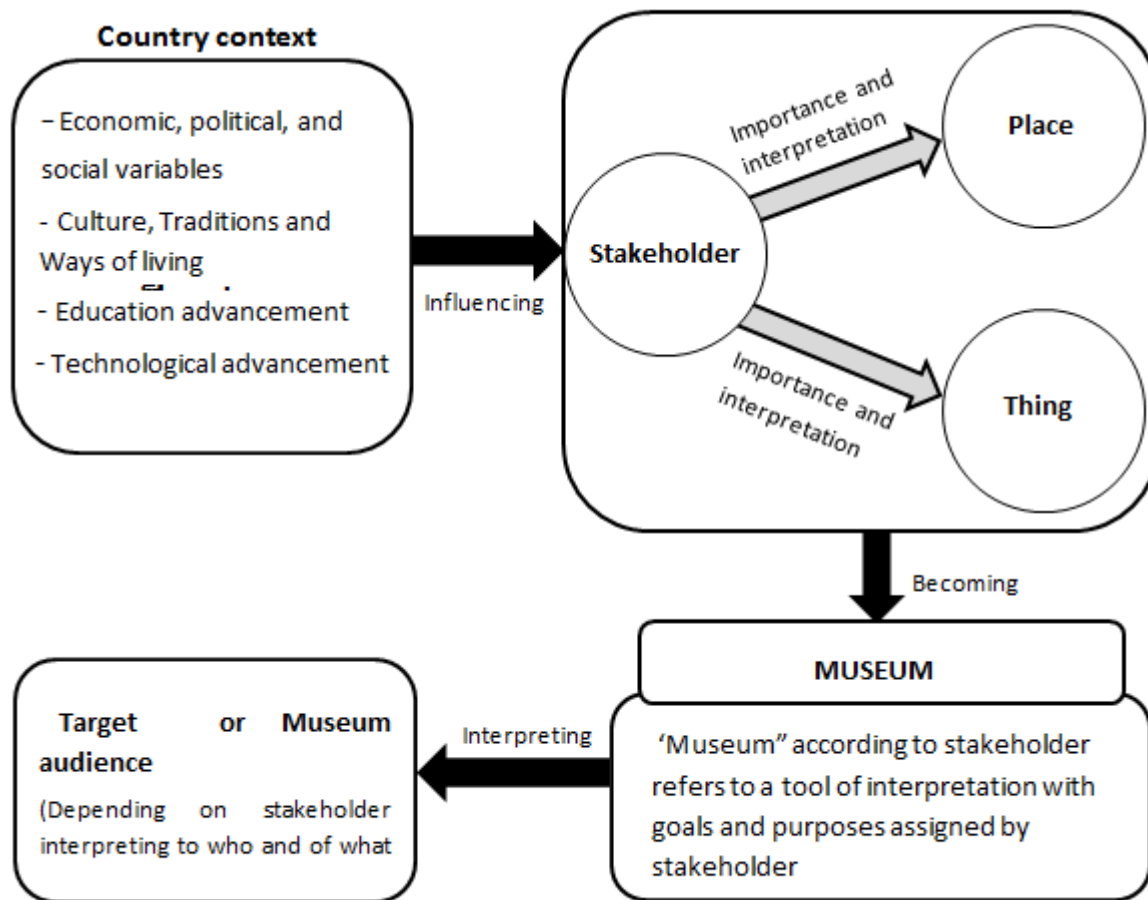 Country context
– Economic, political, and
social variables
- Culture, Traditions and
Ways of living
- Education advancement
- Technological advancement
Influencing
Stakeholder
Importance and
interpretation
Place
Importance and
interpretation
Thing
Becoming
MUSEUM
‘Museum” according to stakeholder
refers to a tool of interpretation with
goals and purposes assigned by
stakeholder
Interpreting
Target or Museum
audience
(Depending on stakeholder
interpreting to who and of what